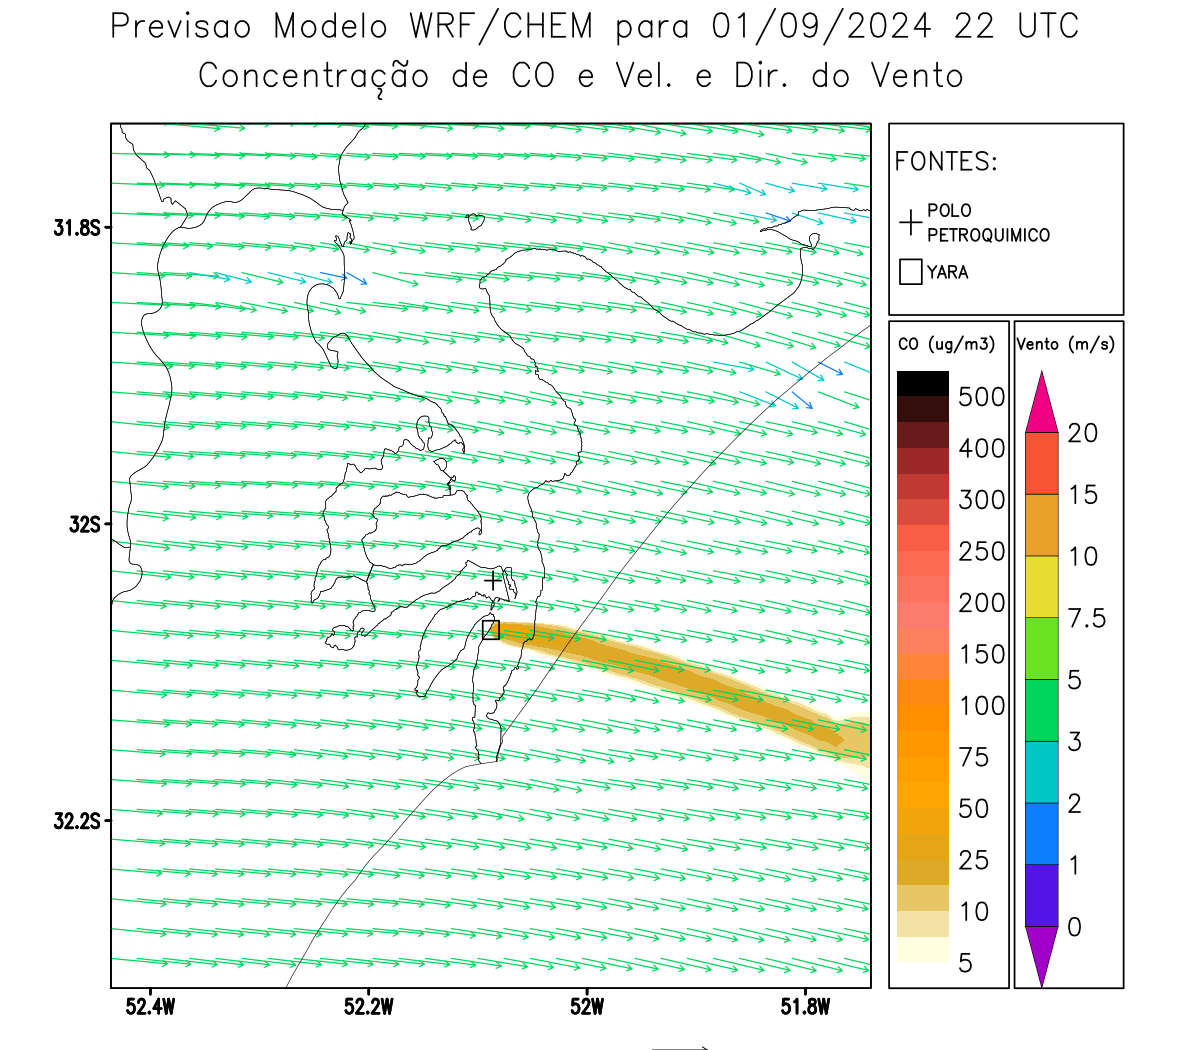 Previsao Modelo WRF/CHEM para 01/09/2024 22 UTC
Concentração de CO e Vel. e Dir. do Vento
FONTES:
POLO
PETROQUIMICO
YARA
CO (ug/m3)
500
400
300
250
200
150
100
75
50
25
10
5
Vento (m/s)
20
15
10
7.5
5
3
2
1
0
31.8S
32S
32.2S
52.4W
52.2W
52W
51.8W